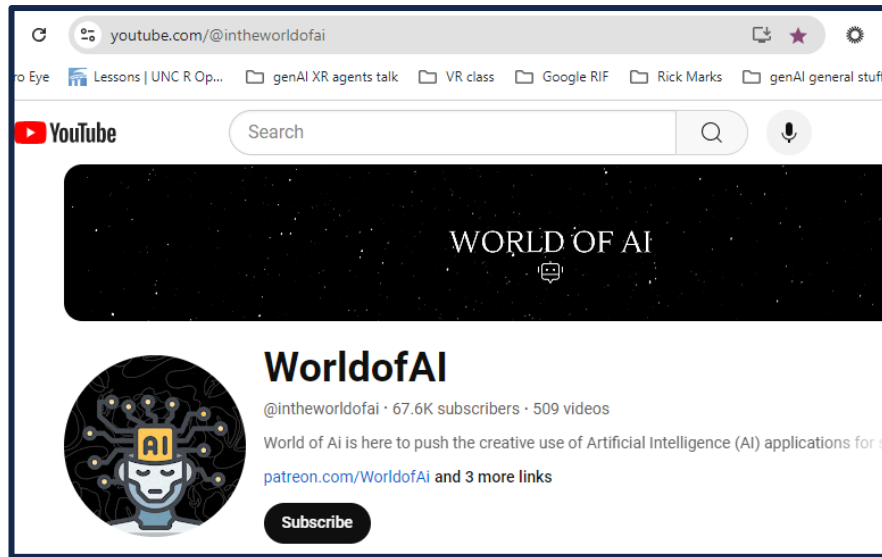 youtube.com/@intheworldofai
ro Eye Lessons | UNC R Op... genAI XR agents talk VR class Google RIF Rick Marks genAI general stuff
YouTube Search
WORLD OF AI
AI
WorldofAI
@intheworldofai · 67.6K subscribers · 509 videos
World of Ai is here to push the creative use of Artificial Intelligence (AI) applications for s
patreon.com/WorldofAi and 3 more links
Subscribe